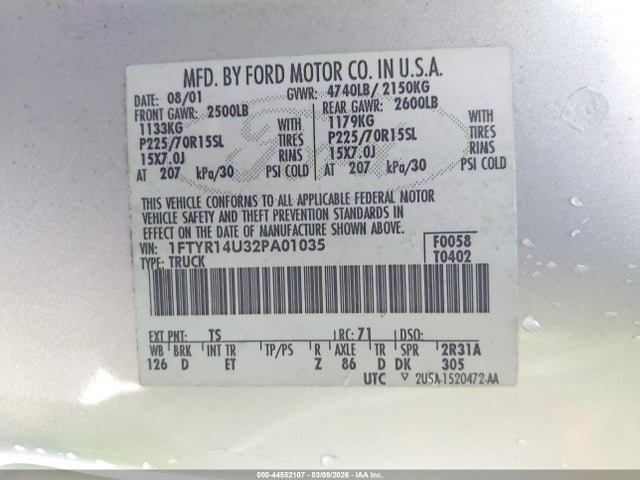 MFD. BY FORD MOTOR CO. IN U.S.A.
DATE: 08/01 GVWR: 4740LB/ 2150KG
FRONT GAWR: 2500LB REAR GAWR: 2600LB
1133KG WITH 1179KG WITH
P225/70R15SL TIRES P225/70R15SL TIRES
15X7.0J RIMS 15X7.0J RIMS
AT 207 kPa/30 PSI COLD AT 207 kPa/30 PSI COLD
THIS VEHICLE CONFORMS TO ALL APPLICABLE FEDERAL MOTOR
VEHICLE SAFETY AND THEFT PREVENTION STANDARDS IN
EFFECT ON THE DATE OF MANUFACTURE SHOWN ABOVE.
VIN: 1FTYR14U32PA01035 F0058
TYPE: TRUCK T0402
EXT PNT: TS RC: 71 DSO:
WB BRK INT TR TP/PS R AXLE TR SPR 2R31A
126 D ET Z 86 D DK 305
UTC 2U5A-1520472-AA
000-44552107 - 03/09/2026 - IAA Inc.